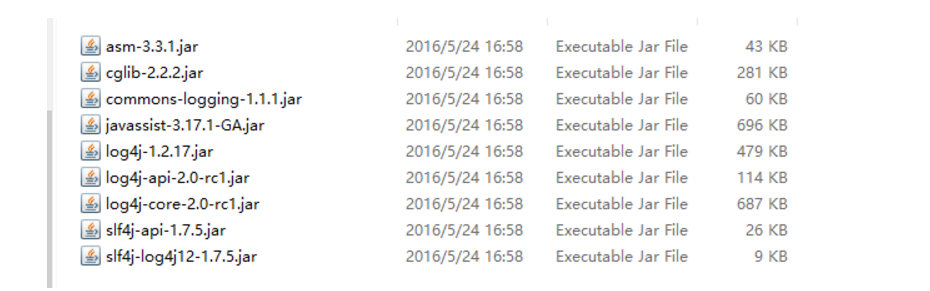 asm-3.3.1.jar 2016/5/24 16:58 Executable Jar File 43 KB
cglib-2.2.2.jar 2016/5/24 16:58 Executable Jar File 281 KB
commons-logging-1.1.1.jar 2016/5/24 16:58 Executable Jar File 60 KB
javassist-3.17.1-GA.jar 2016/5/24 16:58 Executable Jar File 696 KB
log4j-1.2.17.jar 2016/5/24 16:58 Executable Jar File 479 KB
log4j-api-2.0-rc1.jar 2016/5/24 16:58 Executable Jar File 114 KB
log4j-core-2.0-rc1.jar 2016/5/24 16:58 Executable Jar File 687 KB
slf4j-api-1.7.5.jar 2016/5/24 16:58 Executable Jar File 26 KB
slf4j-log4j12-1.7.5.jar 2016/5/24 16:58 Executable Jar File 9 KB